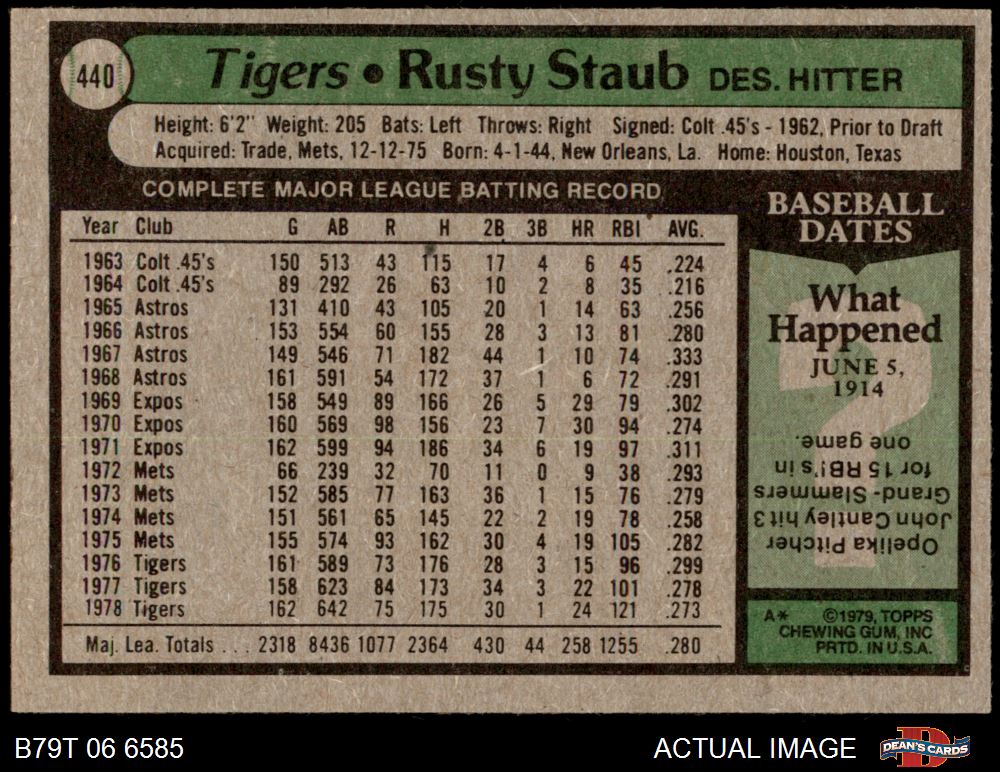 440
Tigers • Rusty Staub DES. HITTER
Height: 6'2" Weight: 205 Bats: Left Throws: Right Signed: Colt .45's - 1962, Prior to Draft
Acquired: Trade, Mets, 12-12-75 Born: 4-1-44, New Orleans, La. Home: Houston, Texas
COMPLETE MAJOR LEAGUE BATTING RECORD
Year Club G AB R H 2B 3B HR RBI AVG.
1963 Colt .45's 150 513 43 115 17 4 6 45 .224
1964 Colt .45's 89 292 26 63 10 2 8 35 .216
1965 Astros 131 410 43 105 20 1 14 63 .256
1966 Astros 153 554 60 155 28 3 13 81 .280
1967 Astros 149 546 71 182 44 1 10 74 .333
1968 Astros 161 591 54 172 37 1 6 72 .291
1969 Expos 158 549 89 166 26 5 29 79 .302
1970 Expos 160 569 98 156 23 7 30 94 .274
1971 Expos 162 599 94 186 34 6 19 97 .311
1972 Mets 66 239 32 70 11 0 9 38 .293
1973 Mets 152 585 77 163 36 1 15 76 .279
1974 Mets 151 561 65 145 22 2 19 78 .258
1975 Mets 155 574 93 162 30 4 19 105 .282
1976 Tigers 161 589 73 176 28 3 15 96 .299
1977 Tigers 158 623 84 173 34 3 22 101 .278
1978 Tigers 162 642 75 175 30 1 24 121 .273
Maj. Lea. Totals . . . 2318 8436 1077 2364 430 44 258 1255 .280
BASEBALL
DATES
What
Happened
JUNE 5,
1914
?
Opelika Pitcher
John Cantley hit 3
Grand-Slammers
for 15 RBI's in
one game.
A* ©1979, TOPPS
CHEWING GUM, INC
PRTD. IN U.S.A.
B79T 06 6585
ACTUAL IMAGE
D
DEAN'S CARDS